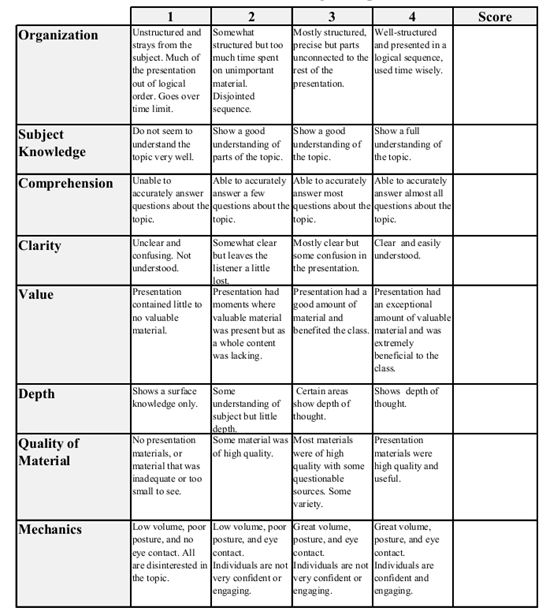 1 2 3 4 Score
Organization
Unstructured and
strays from the
subject. Much of
the presentation
out of logical
order. Goes over
time limit.
Somewhat
structured but too
much time spent
on unimportant
material.
Disjointed
sequence.
Mostly structured,
precise but parts
unconnected to the
rest of the
presentation.
Well-structured
and presented in a
logical sequence,
used time wisely.
Subject
Knowledge
Do not seem to
understand the
topic very well.
Show a good
understanding of
parts of the topic.
Show a good
understanding of
the topic.
Show a full
understanding of
the topic.
Comprehension
Unable to
accurately answer
questions about the
topic.
Able to accurately
answer a few
questions about the
topic.
Able to accurately
answer most
questions about the
topic.
Able to accurately
answer almost all
questions about the
topic.
Clarity
Unclear and
confusing. Not
understood.
Somewhat clear
but leaves the
listener a little
lost.
Mostly clear but
some confusion in
the presentation.
Clear and easily
understood.
Value
Presentation
contained little to
no valuable
material.
Presentation had
moments where
valuable material
was present but as
a whole content
was lacking.
Presentation had a
good amount of
material and
benefited the class.
Presentation had
an exceptional
amount of valuable
material and was
extremely
beneficial to the
class.
Depth
Shows a surface
knowledge only.
Some
understanding of
subject but little
depth.
Certain areas
show depth of
thought.
Shows depth of
thought.
Quality of
Material
No presentation
materials, or
material that was
inadequate or too
small to see.
Some material was
of high quality.
Most materials
were of high
quality with some
questionable
sources. Some
variety.
Presentation
materials were
high quality and
useful.
Mechanics
Low volume, poor
posture, and no
eye contact. All
are disinterested in
the topic.
Low volume, poor
posture, and eye
contact.
Individuals are not
very confident or
engaging.
Great volume,
posture, and eye
contact.
Individuals are not
very confident or
engaging.
Great volume,
posture, and eye
contact.
Individuals are
confident and
engaging.